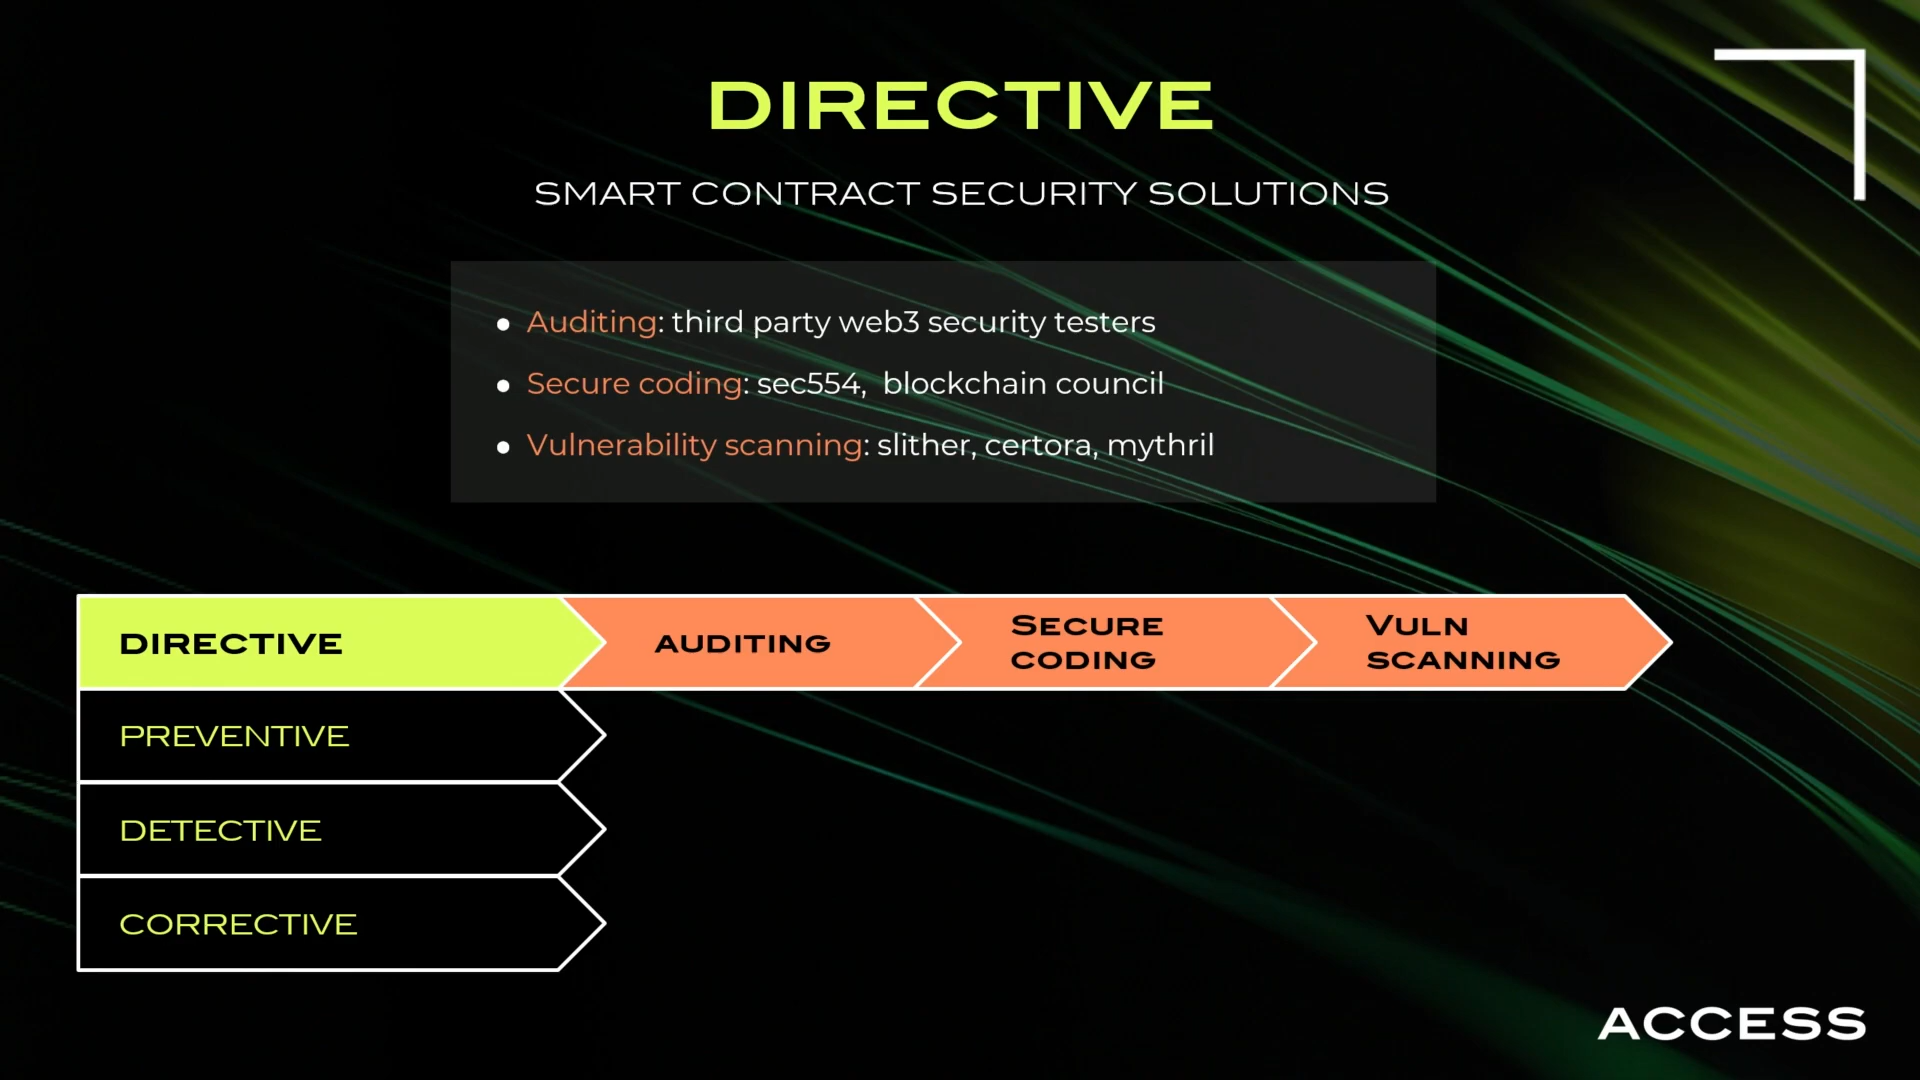 DIRECTIVE
SMART CONTRACT SECURITY SOLUTIONS
• Auditing: third party web3 security testers
• Secure coding: sec554, blockchain council
• Vulnerability scanning: slither, certora, mythril
DIRECTIVE
AUDITING
SECURE
CODING
VULN
SCANNING
PREVENTIVE
DETECTIVE
CORRECTIVE
ACCESS